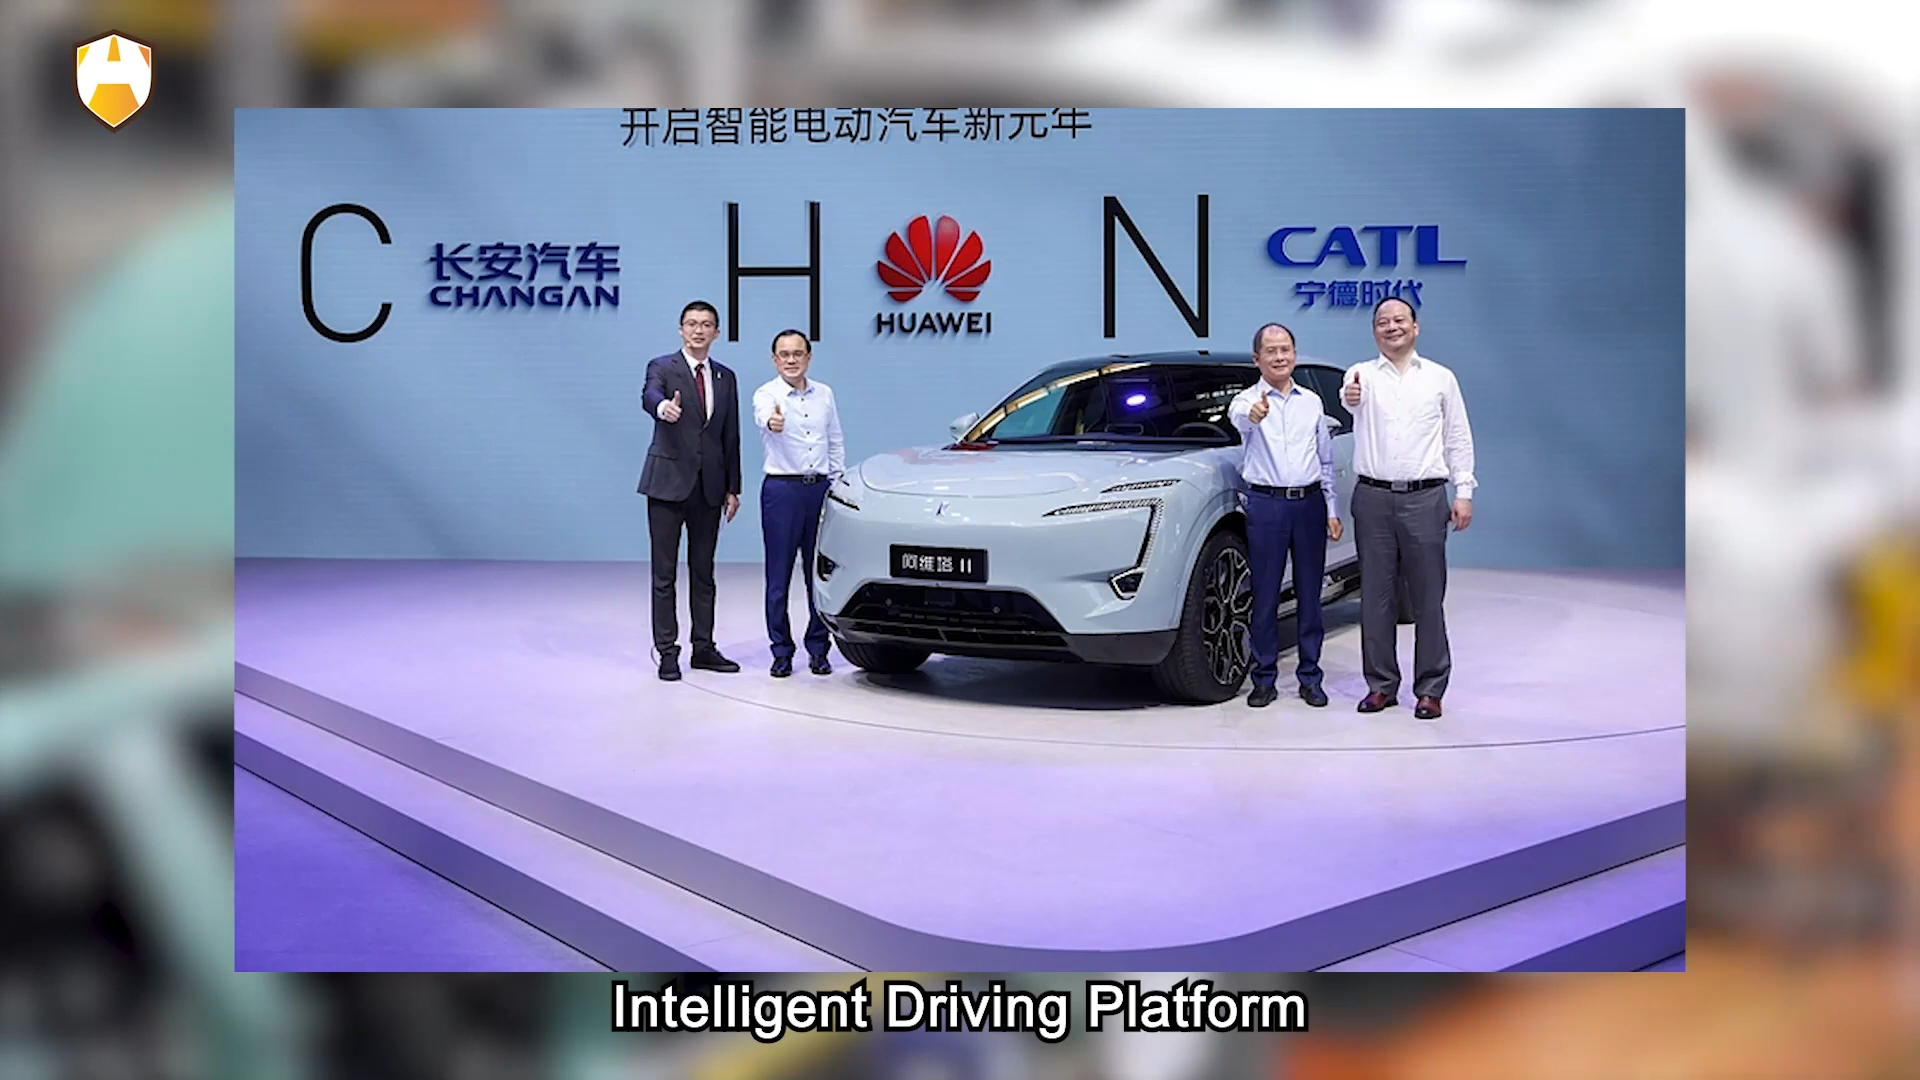 开启智能电动汽车新元年
C 长安汽车 H N CATL
CHANGAN HUAWEI 宁德时代
阿维塔 11
Intelligent Driving Platform